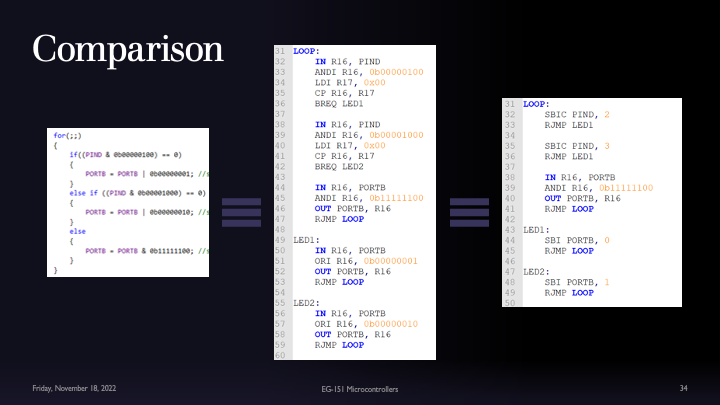 Comparison
for(;;)
{
if((PIND & 0b00000100) == 0)
{
PORTB = PORTB | 0b00000001; //s
}
else if ((PIND & 0b00001000) == 0)
{
PORTB = PORTB | 0b00000010; //s
}
else
{
PORTB = PORTB & 0b11111100; //s
}
}
31 LOOP:
32 IN R16, PIND
33 ANDI R16, 0b00000100
34 LDI R17, 0x00
35 CP R16, R17
36 BREQ LED1
37
38 IN R16, PIND
39 ANDI R16, 0b00001000
40 LDI R17, 0x00
41 CP R16, R17
42 BREQ LED2
43
44 IN R16, PORTB
45 ANDI R16, 0b11111100
46 OUT PORTB, R16
47 RJMP LOOP
48
49 LED1:
50 IN R16, PORTB
51 ORI R16, 0b00000001
52 OUT PORTB, R16
53 RJMP LOOP
54
55 LED2:
56 IN R16, PORTB
57 ORI R16, 0b00000010
58 OUT PORTB, R16
59 RJMP LOOP
60
31 LOOP:
32 SBIC PIND, 2
33 RJMP LED1
34
35 SBIC PIND, 3
36 RJMP LED1
37
38 IN R16, PORTB
39 ANDI R16, 0b11111100
40 OUT PORTB, R16
41 RJMP LOOP
42
43 LED1:
44 SBI PORTB, 0
45 RJMP LOOP
46
47 LED2:
48 SBI PORTB, 1
49 RJMP LOOP
50
Friday, November 18, 2022
EG-151 Microcontrollers
34